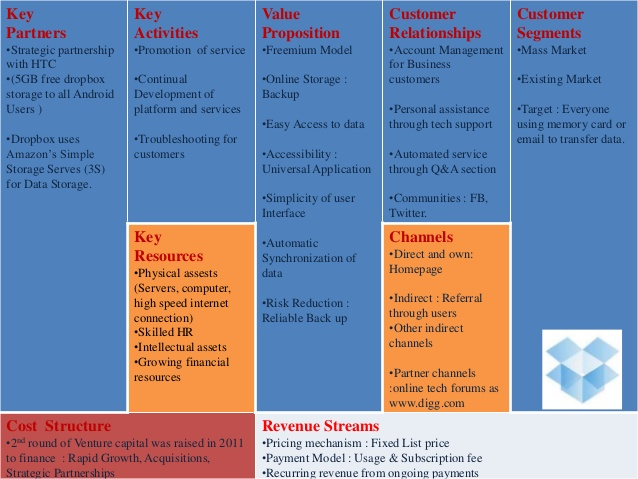 Key
Partners
•Strategic partnership
with HTC
•(5GB free dropbox
storage to all Android
Users )
•Dropbox uses
Amazon’s Simple
Storage Serves (3S)
for Data Storage.
Key
Activities
•Promotion of service
•Continual
Development of
platform and services
•Troubleshooting for
customers
Key
Resources
•Physical assests
(Servers, computer,
high speed internet
connection)
•Skilled HR
•Intellectual assets
•Growing financial
resources
Value
Proposition
•Freemium Model
•Online Storage :
Backup
•Easy Access to data
•Accessibility :
Universal Application
•Simplicity of user
Interface
•Automatic
Synchronization of
data
•Risk Reduction :
Reliable Back up
Customer
Relationships
•Account Management
for Business
customers
•Personal assistance
through tech support
•Automated service
through Q&A section
•Communities : FB,
Twitter.
Channels
•Direct and own:
Homepage
•Indirect : Referral
through users
•Other indirect
channels
•Partner channels
:online tech forums as
www.digg.com
Customer
Segments
•Mass Market
•Existing Market
•Target : Everyone
using memory card or
email to transfer data.
Cost Structure
•2nd round of Venture capital was raised in 2011
to finance : Rapid Growth, Acquisitions,
Strategic Partnerships
Revenue Streams
•Pricing mechanism : Fixed List price
•Payment Model : Usage & Subscription fee
•Recurring revenue from ongoing payments